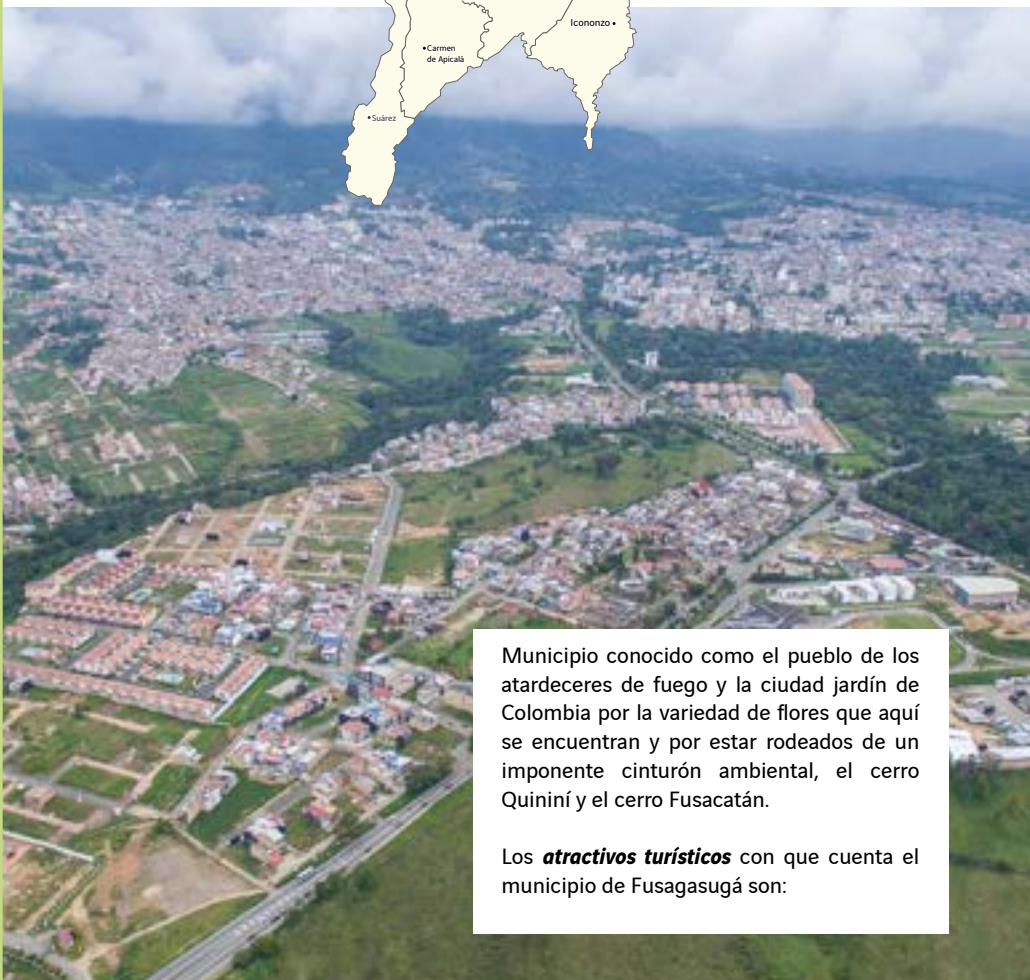 Icononzo
Carmen
de Apicalá
Suárez
Municipio conocido como el pueblo de los
atardeceres de fuego y la ciudad jardín de
Colombia por la variedad de flores que aquí
se encuentran y por estar rodeados de un
imponente cinturón ambiental, el cerro
Quininí y el cerro Fusacatán.
Los atractivos turísticos con que cuenta el
municipio de Fusagasugá son: